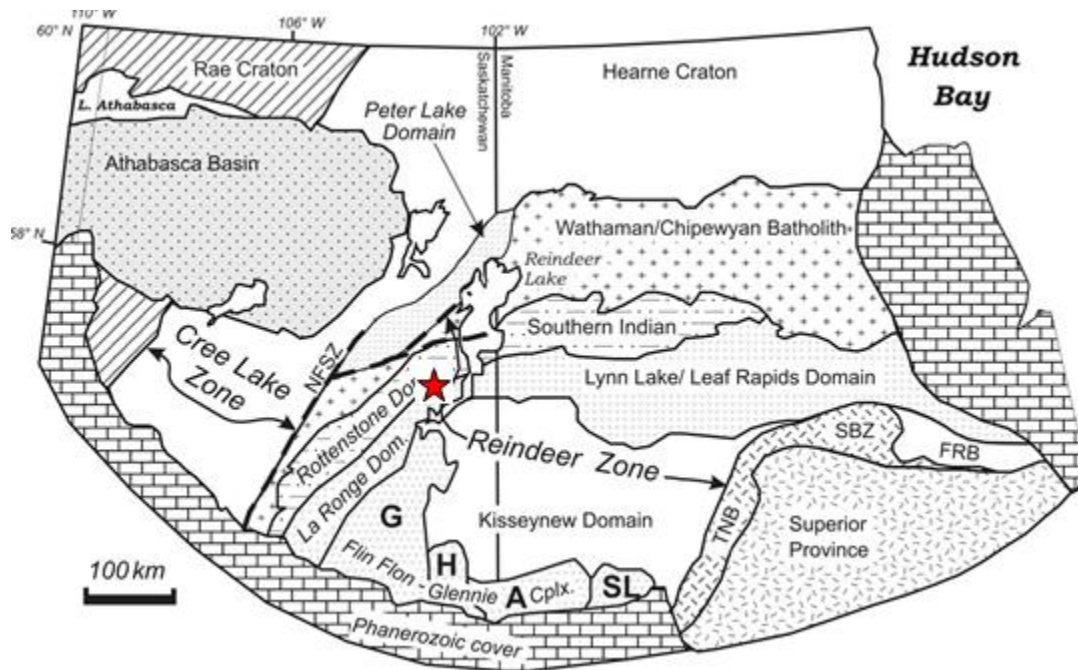 110° W
60° N
106° W
102° W
Rae Craton
Saskatchewan
Manitoba
Hearne Craton
Hudson
Bay
L. Athabasca
Peter Lake
Domain
Athabasca Basin
58° N
Wathaman/Chipewyan Batholith
Reindeer
Lake
Southern Indian
Cree Lake
Zone
NFSZ
Lynn Lake/ Leaf Rapids Domain
Rottenstone Dom
La Ronge Dom.
Reindeer Zone
SBZ
FRB
G
Kisseynew Domain
TNB
Superior
Province
H
Flin Flon - Glennie Cplx.
A
SL
100 km
Phanerozoic cover